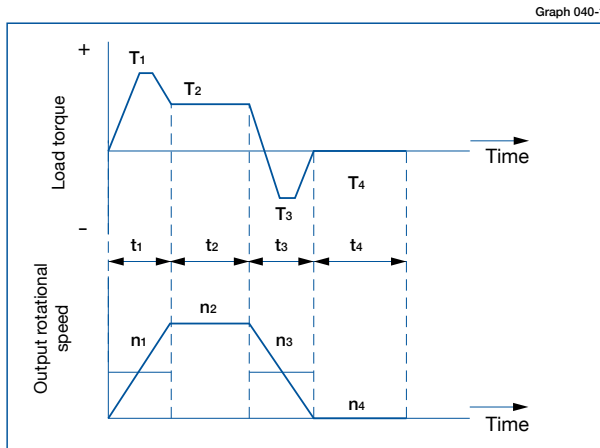 Graph 040-
+
T1
T2
Load torque
Time
T4
T3
-
t1 t2 t3 t4
n2
n1 n3
Output rotational
speed
n4
Time